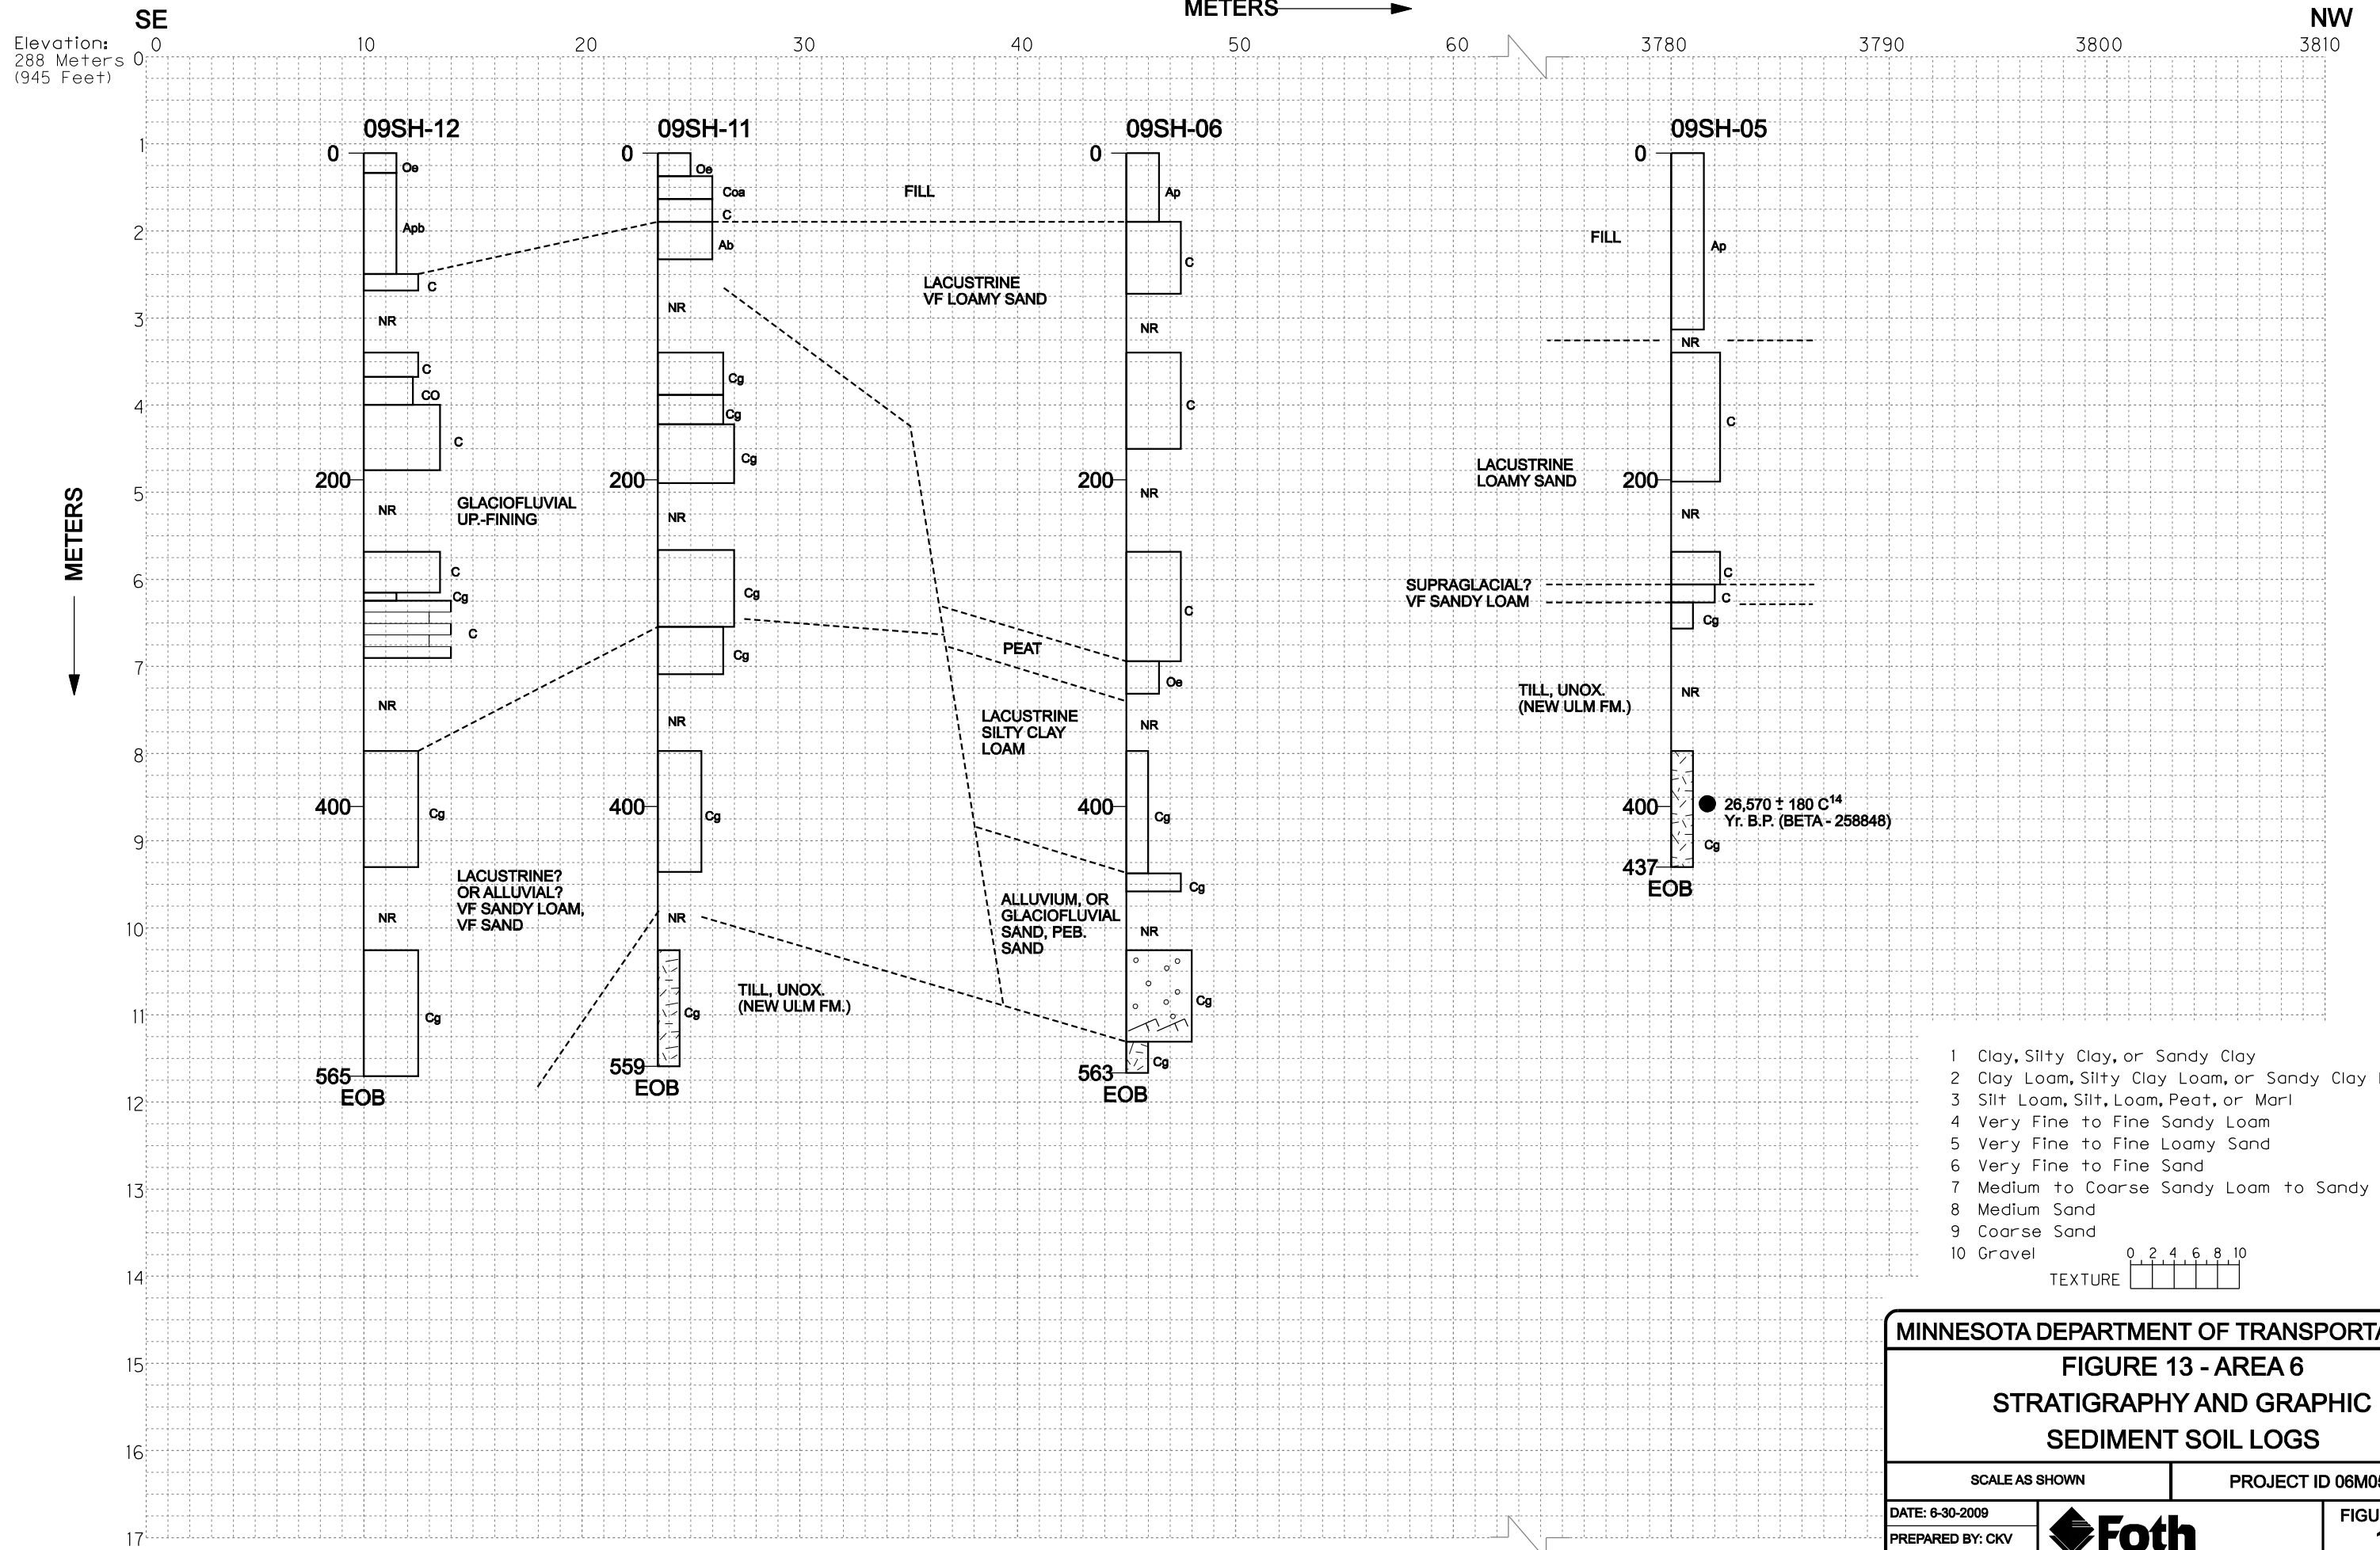 SE
METERS
NW
Elevation:
288 Meters
(945 Feet)
0 10 20 30 40 50 60 3780 3790 3800 3810
0
1
2
3
4
5
6
7
8
9
10
11
12
13
14
15
16
17
METERS
09SH-12
0
Oe
Apb
C
NR
C
CO
C
200
NR
C
Cg
C
NR
400
Cg
NR
Cg
565
EOB
GLACIOFLUVIAL
UP.-FINING
LACUSTRINE?
OR ALLUVIAL?
VF SANDY LOAM,
VF SAND
09SH-11
0
Oe
Coa
C
Ab
NR
Cg
Cg
Cg
200
NR
Cg
Cg
NR
400
Cg
NR
Cg
559
EOB
TILL, UNOX.
(NEW ULM FM.)
FILL
LACUSTRINE
VF LOAMY SAND
PEAT
LACUSTRINE
SILTY CLAY
LOAM
ALLUVIUM, OR
GLACIOFLUVIAL
SAND, PEB.
SAND
09SH-06
0
Ap
C
NR
C
200
NR
C
Oe
NR
400
Cg
Cg
NR
Cg
Cg
563
EOB
09SH-05
0
FILL
Ap
NR
C
LACUSTRINE
LOAMY SAND
200
NR
C
SUPRAGLACIAL?
VF SANDY LOAM
C
Cg
TILL, UNOX.
(NEW ULM FM.)
NR
400
26,570 ± 180 C14
Yr. B.P. (BETA - 258848)
Cg
437
EOB
1 Clay, Silty Clay, or Sandy Clay
2 Clay Loam, Silty Clay Loam, or Sandy Clay
3 Silt Loam, Silt, Loam, Peat, or Marl
4 Very Fine to Fine Sandy Loam
5 Very Fine to Fine Loamy Sand
6 Very Fine to Fine Sand
7 Medium to Coarse Sandy Loam to Sandy
8 Medium Sand
9 Coarse Sand
10 Gravel
0 2 4 6 8 10
TEXTURE
MINNESOTA DEPARTMENT OF
FIGURE 13 - AREA 6
STRATIGRAPHY AND GRAPHIC
SEDIMENT SOIL LOGS
SCALE AS SHOWN
PROJECT ID
DATE: 6-30-2009
PREPARED BY: CKV
Foth